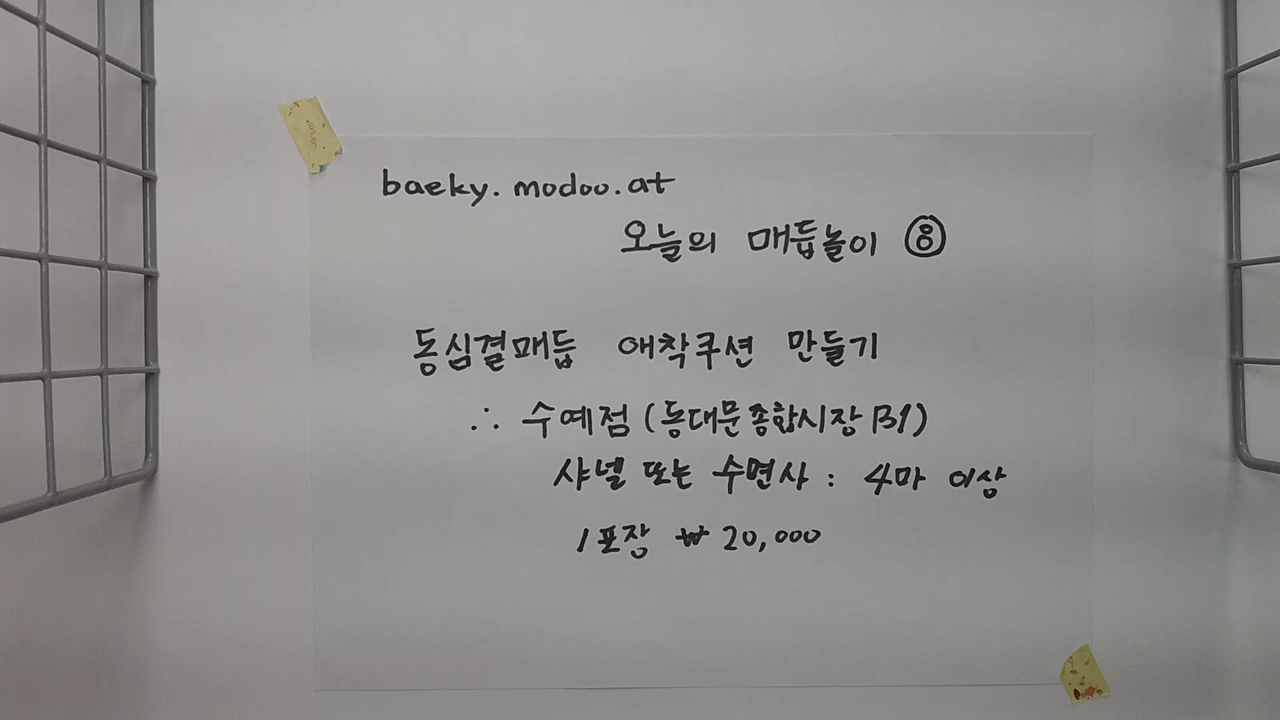 baeky.modoo.at
오늘의 매듭놀이 ⑧
동심결매듭 애착쿠션 만들기
∴ 수예점 (동대문종합시장 B1)
샤넬 또는 수면사 : 4마 이상
1포장 ₩ 20,000